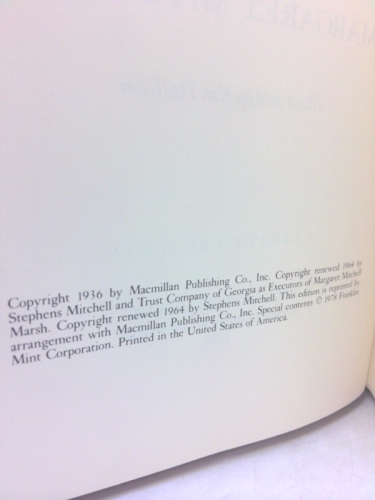 Copyright 1936 by Macmillan Publishing Co., Inc. Copyright renewed 1964 by
Stephens Mitchell and Trust Company of Georgia as Executors of Margaret Mitchell
Marsh. Copyright renewed 1964 by Stephens Mitchell. This edition is reprinted by
arrangement with Macmillan Publishing Co., Inc. Special contents © 1976 Franklin
Mint Corporation. Printed in the United States of America.